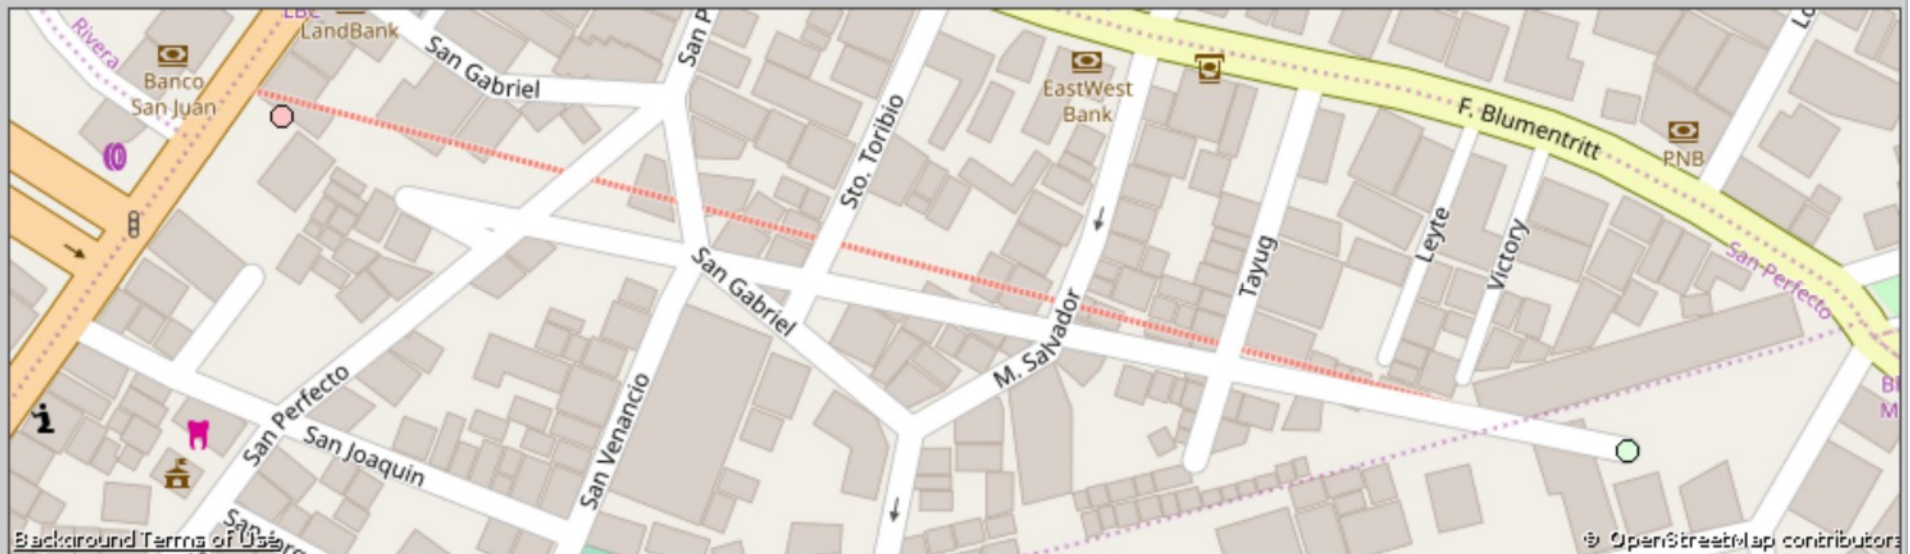 LBC
LandBank
Rivera
San Gabriel
San P
Banco
San Juan
EastWest
Bank
Lo
Sto. Toribio
F. Blumentritt
PNB
San Gabriel
Tayug
Leyte
Victory
San Perfecto
M. Salvador
San Perfecto
San Joaquin
San Venancio
Bl
M
Background Terms of Use
© OpenStreetMap contributors